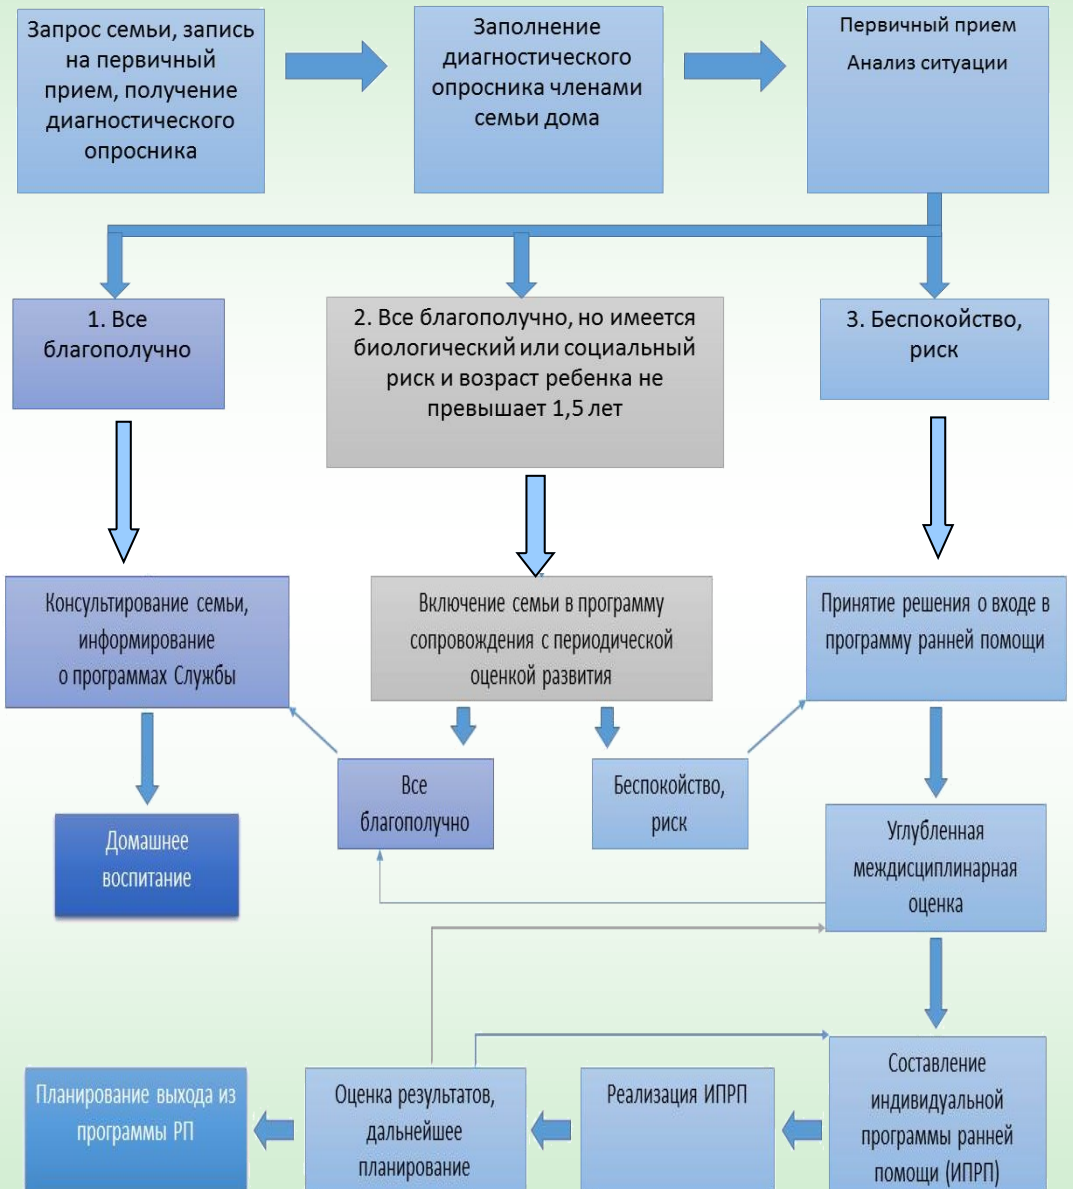 Запрос семьи, запись
на первичный
прием, получение
диагностического
опросника
Заполнение
диагностического
опросника членами
семьи дома
Первичный прием
Анализ ситуации
1. Все
благополучно
2. Все благополучно, но имеется
биологический или социальный
риск и возраст ребенка не
превышает 1,5 лет
3. Беспокойство,
риск
Консультирование семьи,
информирование
о программах Службы
Включение семьи в программу
сопровождения с периодической
оценкой развития
Принятие решения о входе в
программу ранней помощи
Все
благополучно
Беспокойство,
риск
Домашнее
воспитание
Углубленная
междисциплинарная
оценка
Планирование выхода из
программы РП
Оценка результатов,
дальнейшее
планирование
Реализация ИПРП
Составление
индивидуальной
программы ранней
помощи (ИПРП)